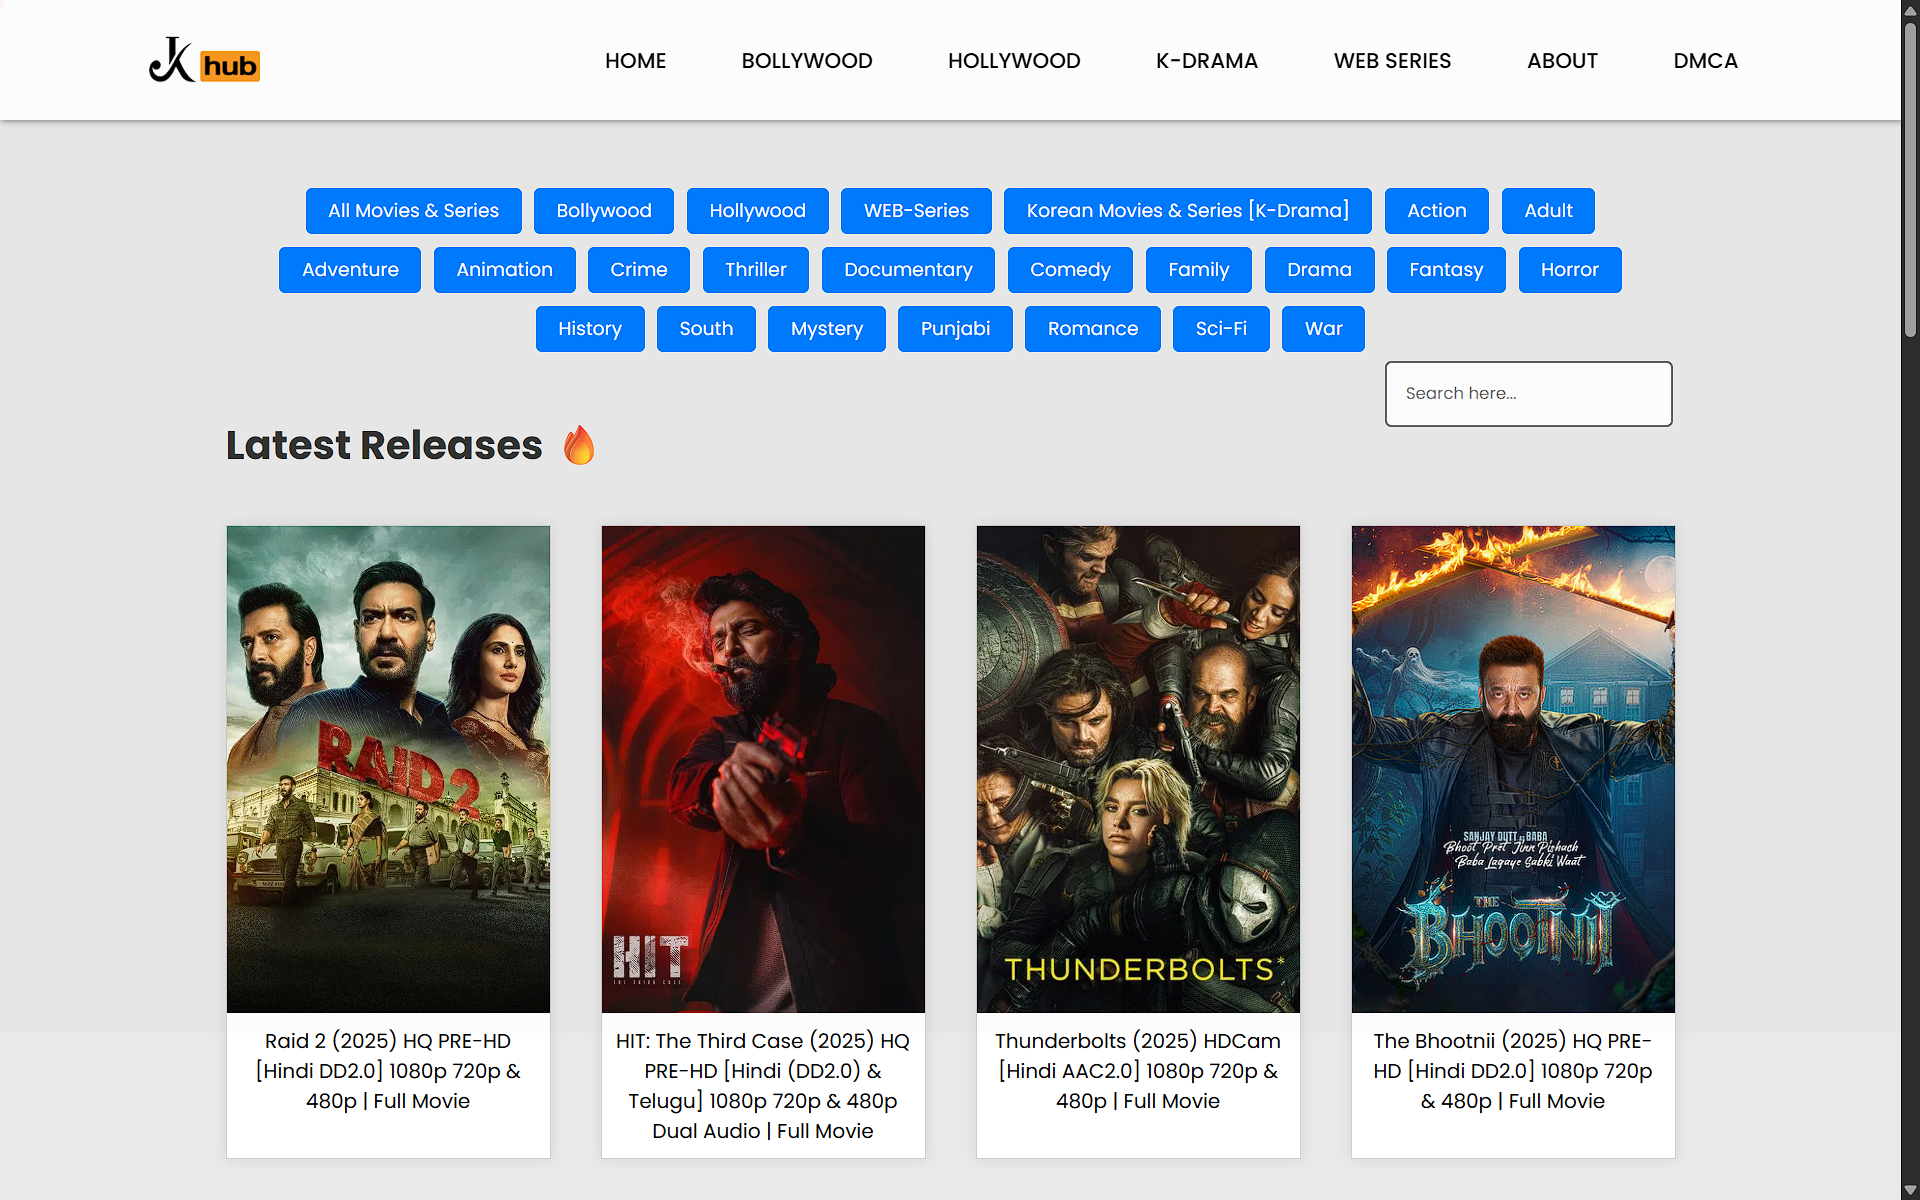 JK hub
HOME BOLLYWOOD HOLLYWOOD K-DRAMA WEB SERIES ABOUT DMCA
All Movies & Series Bollywood Hollywood WEB-Series Korean Movies & Series [K-Drama] Action Adult
Adventure Animation Crime Thriller Documentary Comedy Family Drama Fantasy Horror
History South Mystery Punjabi Romance Sci-Fi War
Search here...
Latest Releases 🔥
RAID 2
HIT
THE THIRD CASE
THUNDERBOLTS*
SANJAY DUTT as BABA
Bhoot Pret Jinn Pishach
Baba Lagaye Sabki Waat
THE
BHOOTNII
Raid 2 (2025) HQ PRE-HD
[Hindi DD2.0] 1080p 720p &
480p | Full Movie
HIT: The Third Case (2025) HQ
PRE-HD [Hindi (DD2.0) &
Telugu] 1080p 720p & 480p
Dual Audio | Full Movie
Thunderbolts (2025) HDCam
[Hindi AAC2.0] 1080p 720p &
480p | Full Movie
The Bhootnii (2025) HQ PRE-
HD [Hindi DD2.0] 1080p 720p
& 480p | Full Movie